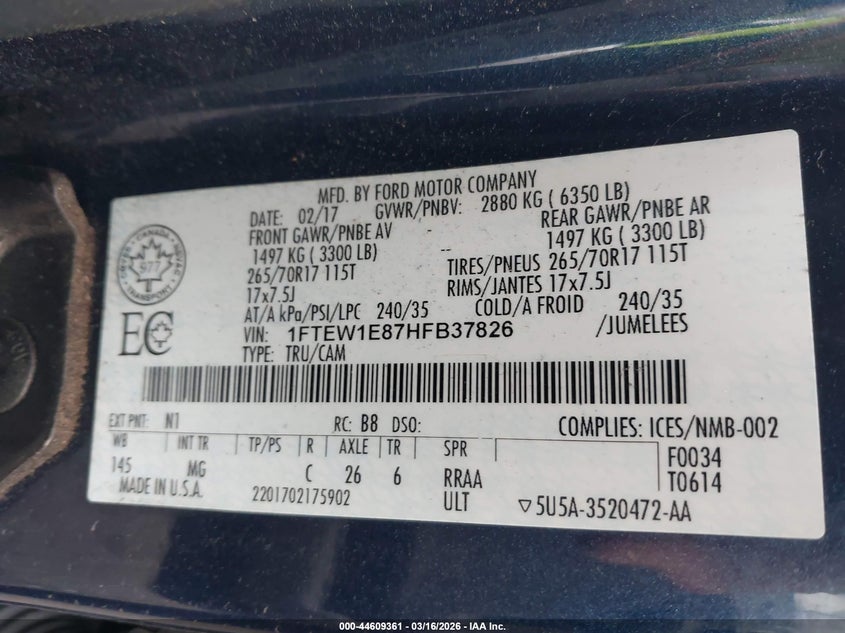 MFD. BY FORD MOTOR COMPANY
DATE: 02/17 GVWR/PNBV: 2880 KG ( 6350 LB)
FRONT GAWR/PNBE AV REAR GAWR/PNBE AR
1497 KG ( 3300 LB) -- 1497 KG ( 3300 LB)
265/70R17 115T TIRES/PNEUS 265/70R17 115T
17x7.5J RIMS/JANTES 17x7.5J
AT/A kPa/PSI/LPC 240/35 COLD/A FROID 240/35
VIN: 1FTEW1E87HFB37826 /JUMELEES
TYPE: TRU/CAM
CANADA
977
TRANSPORT
EC
EXT PNT: N1 RC: B8 DSO: COMPLIES: ICES/NMB-002
WB INT TR TP/PS R AXLE TR SPR F0034
145 MG C 26 6 RRAA T0614
MADE IN U.S.A. 2201702175902 ULT ▽5U5A-3520472-AA
000-44609361 - 03/16/2026 - IAA Inc.